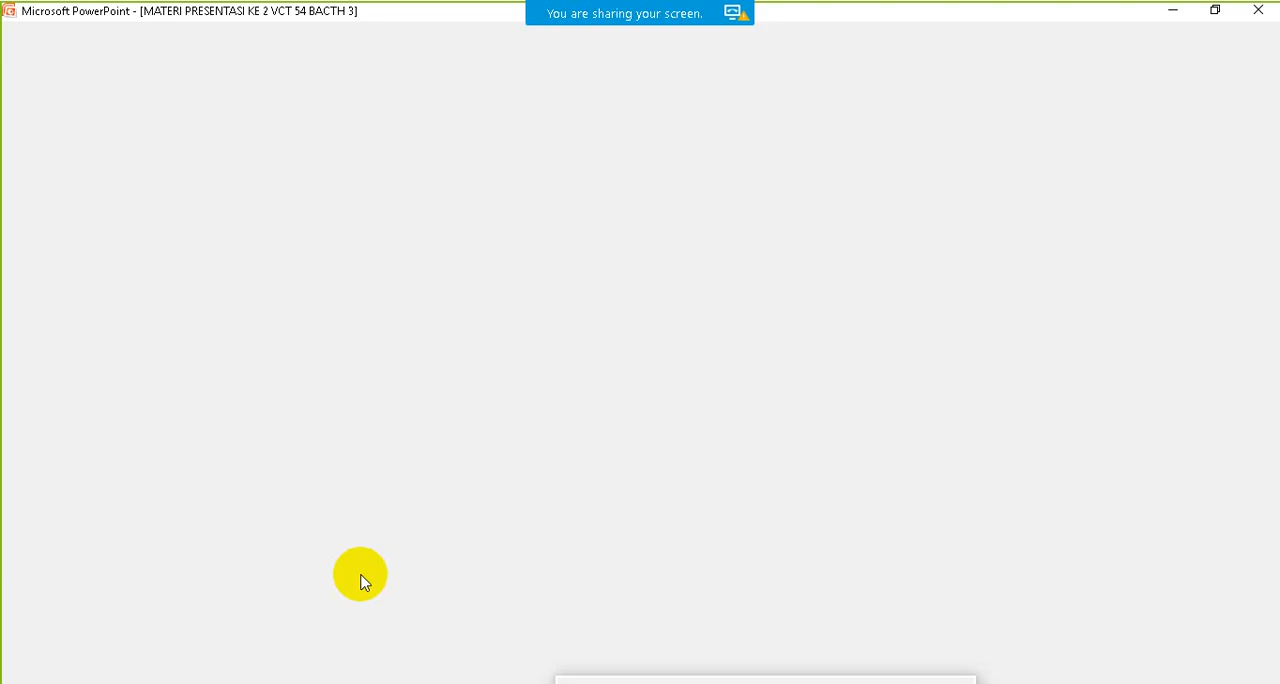 Microsoft PowerPoint - [MATERI PRESENTASI KE 2 VCT 54 BACTH 3]
You are sharing your screen.